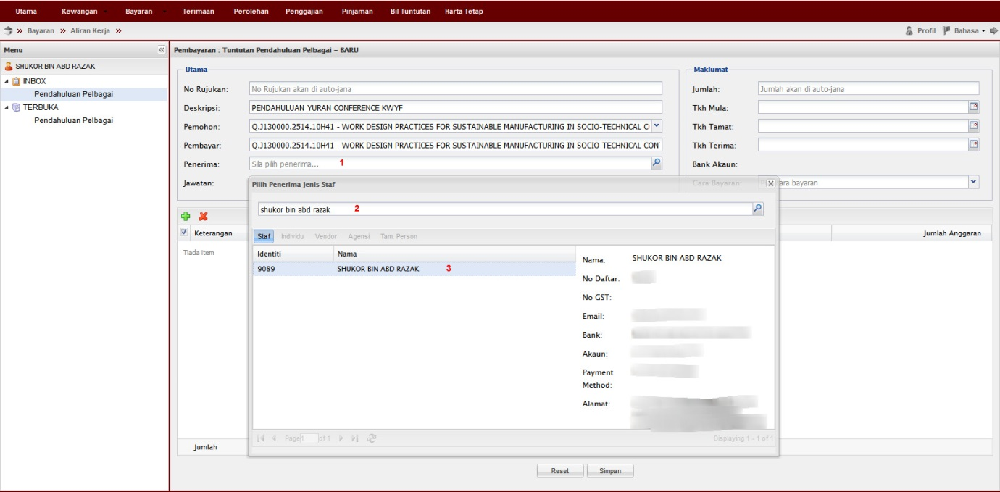 Utama Kewangan Bayaran Terimaan Perolehan Penggajian Pinjaman Bil Tuntutan Harta Tetap
» Bayaran » Aliran Kerja » Profil Bahasa
Menu «
SHUKOR BIN ABD RAZAK
INBOX
Pendahuluan Pelbagai
TERBUKA
Pendahuluan Pelbagai
Pembayaran : Tuntutan Pendahuluan Pelbagai – BARU
Utama
No Rujukan: No Rujukan akan di auto-jana
Deskripsi: PENDAHULUAN YURAN CONFERENCE KWYF
Pemohon: Q.J130000.2514.10H41 - WORK DESIGN PRACTICES FOR SUSTAINABLE MANUFACTURING IN SOCIO-TECHNICAL C
Pembayar: Q.J130000.2514.10H41 - WORK DESIGN PRACTICES FOR SUSTAINABLE MANUFACTURING IN SOCIO-TECHNICAL CON
Penerima: Sila pilih penerima... 1
Jawatan:
Maklumat
Jumlah: Jumlah akan di auto-jana
Tkh Mula:
Tkh Tamat:
Tkh Terima:
Bank Akaun:
Cara Bayaran: ara bayaran
Keterangan Jumlah Anggaran
Tiada item
Jumlah
Pilih Penerima Jenis Staf
shukor bin abd razak 2
Staf Individu Vendor Agensi Tam. Person
Identiti Nama
9089 SHUKOR BIN ABD RAZAK 3
Nama: SHUKOR BIN ABD RAZAK
No Daftar:
No GST:
Email:
Bank:
Akaun:
Payment
Method:
Alamat:
Page 1 of 1 Displaying 1 - 1 of 1
Reset Simpan